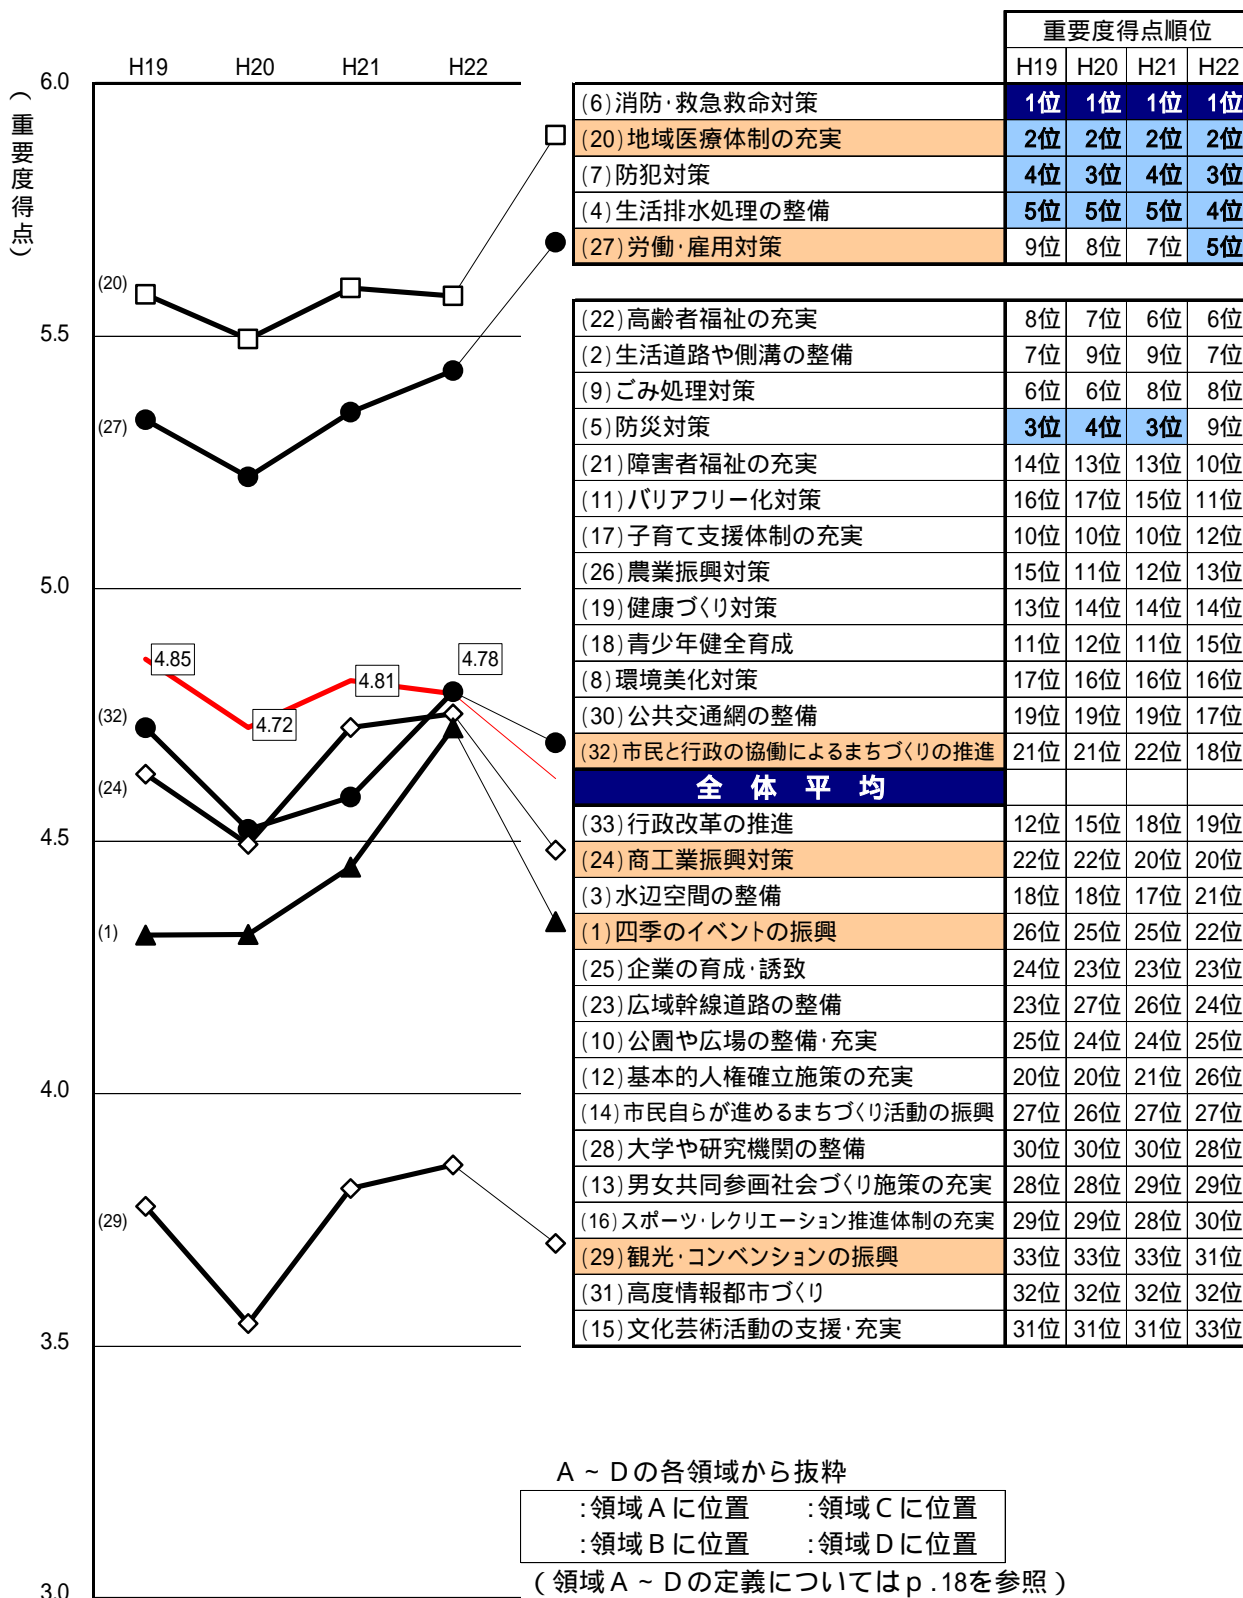 重要度得点順位
H19 H20 H21 H22
H19 H20 H21 H22
(重要度得点)
6.0
5.5
5.0
4.5
4.0
3.5
3.0
(20)
(27)
(32)
(24)
(1)
(29)
4.85
4.72
4.81
4.78
(6)消防・救急救命対策 1位 1位 1位 1位
(20)地域医療体制の充実 2位 2位 2位 2位
(7)防犯対策 4位 3位 4位 3位
(4)生活排水処理の整備 5位 5位 5位 4位
(27)労働・雇用対策 9位 8位 7位 5位
(22)高齢者福祉の充実 8位 7位 6位 6位
(2)生活道路や側溝の整備 7位 9位 9位 7位
(9)ごみ処理対策 6位 6位 8位 8位
(5)防災対策 3位 4位 3位 9位
(21)障害者福祉の充実 14位 13位 13位 10位
(11)バリアフリー化対策 16位 17位 15位 11位
(17)子育て支援体制の充実 10位 10位 10位 12位
(26)農業振興対策 15位 11位 12位 13位
(19)健康づくり対策 13位 14位 14位 14位
(18)青少年健全育成 11位 12位 11位 15位
(8)環境美化対策 17位 16位 16位 16位
(30)公共交通網の整備 19位 19位 19位 17位
(32)市民と行政の協働によるまちづくりの推進 21位 21位 22位 18位
全体平均
(33)行政改革の推進 12位 15位 18位 19位
(24)商工業振興対策 22位 22位 20位 20位
(3)水辺空間の整備 18位 18位 17位 21位
(1)四季のイベントの振興 26位 25位 25位 22位
(25)企業の育成・誘致 24位 23位 23位 23位
(23)広域幹線道路の整備 23位 27位 26位 24位
(10)公園や広場の整備・充実 25位 24位 24位 25位
(12)基本的人権確立施策の充実 20位 20位 21位 26位
(14)市民自らが進めるまちづくり活動の振興 27位 26位 27位 27位
(28)大学や研究機関の整備 30位 30位 30位 28位
(13)男女共同参画社会づくり施策の充実 28位 28位 29位 29位
(16)スポーツ・レクリエーション推進体制の充実 29位 29位 28位 30位
(29)観光・コンベンションの振興 33位 33位 33位 31位
(31)高度情報都市づくり 32位 32位 32位 32位
(15)文化芸術活動の支援・充実 31位 31位 31位 33位
A～Dの各領域から抜粋
:領域Aに位置 :領域Cに位置
:領域Bに位置 :領域Dに位置
(領域A～Dの定義についてはp.18を参照)